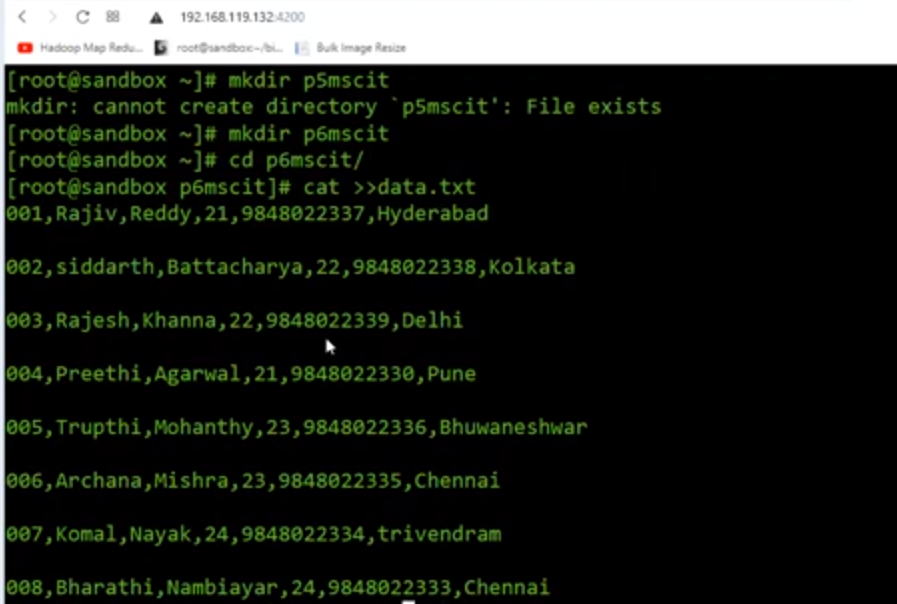 192.168.119.132:4200
Hadoop Map Redu... root@sandbox:~/bi... Bulk Image Resize
[root@sandbox ~]# mkdir p5mscit
mkdir: cannot create directory `p5mscit': File exists
[root@sandbox ~]# mkdir p6mscit
[root@sandbox ~]# cd p6mscit/
[root@sandbox p6mscit]# cat >>data.txt
001,Rajiv,Reddy,21,9848022337,Hyderabad
002,siddarth,Battacharya,22,9848022338,Kolkata
003,Rajesh,Khanna,22,9848022339,Delhi
004,Preethi,Agarwal,21,9848022330,Pune
005,Trupthi,Mohanthy,23,9848022336,Bhuwaneshwar
006,Archana,Mishra,23,9848022335,Chennai
007,Komal,Nayak,24,9848022334,trivendram
008,Bharathi,Nambiayar,24,9848022333,Chennai